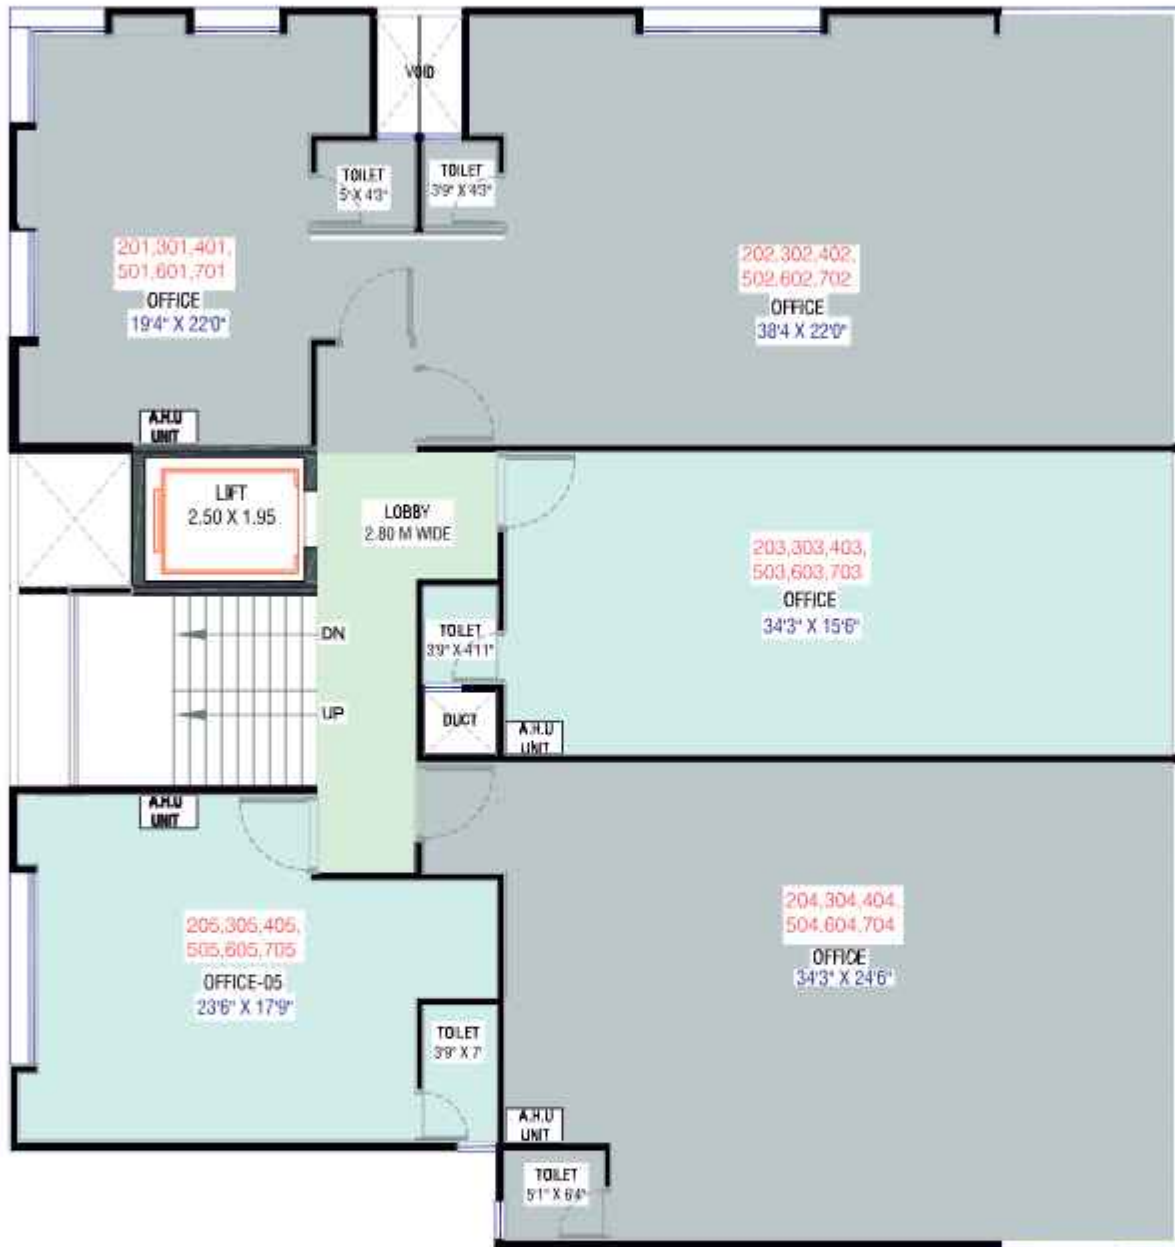 VOID
TOILET
5' X 4'3"
TOILET
3'9" X 4'3"
201,301,401,
501,601,701
OFFICE
19'4" X 22'0"
202,302,402,
502,602,702
OFFICE
38'4 X 22'0"
A.H.U
UNIT
LIFT
2.50 X 1.95
LOBBY
2.80 M WIDE
203,303,403,
503,603,703
OFFICE
34'3" X 15'6"
DN
TOILET
3'9" X 4'11"
UP
DUCT
A.H.U
UNIT
A.H.U
UNIT
205,305,405,
505,605,705
OFFICE-05
23'6" X 17'9"
204,304,404,
504,604,704
OFFICE
34'3" X 24'6"
TOILET
3'9" X 7'
A.H.U
UNIT
TOILET
5'1" X 6'4"